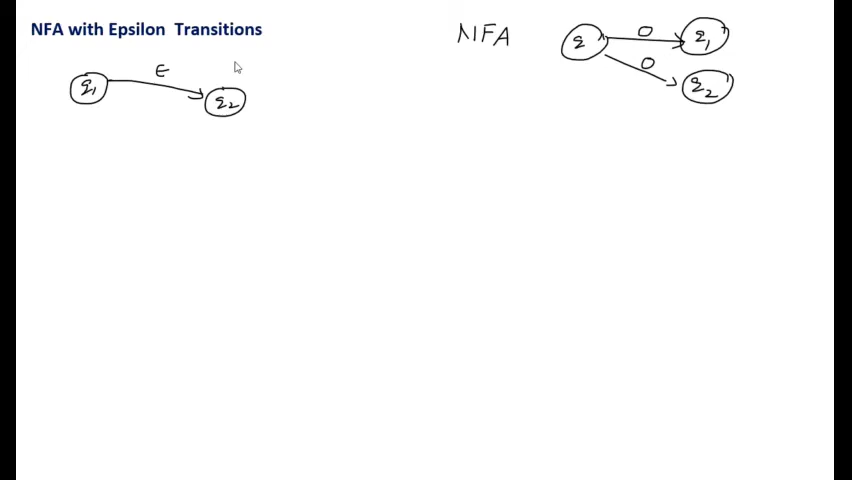 NFA with Epsilon Transitions
NFA
q 0 q1
0
q2
q1 ε q2